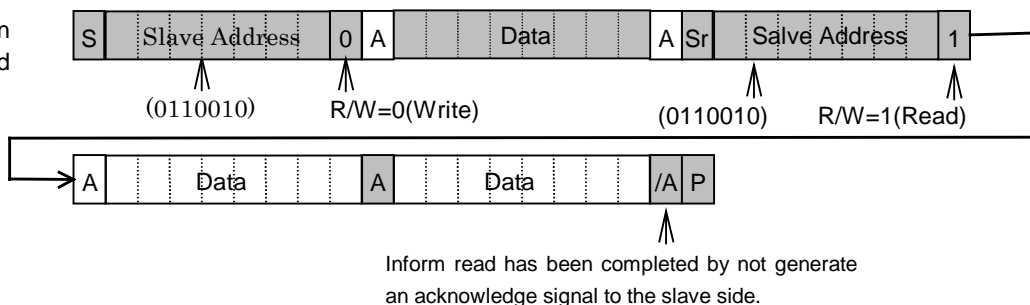 n
d
S Slave Address 0 A Data A Sr Salve Address 1
(0110010) R/W=0(Write) (0110010) R/W=1(Read)
A Data A Data /A P
Inform read has been completed by not generate
an acknowledge signal to the slave side.